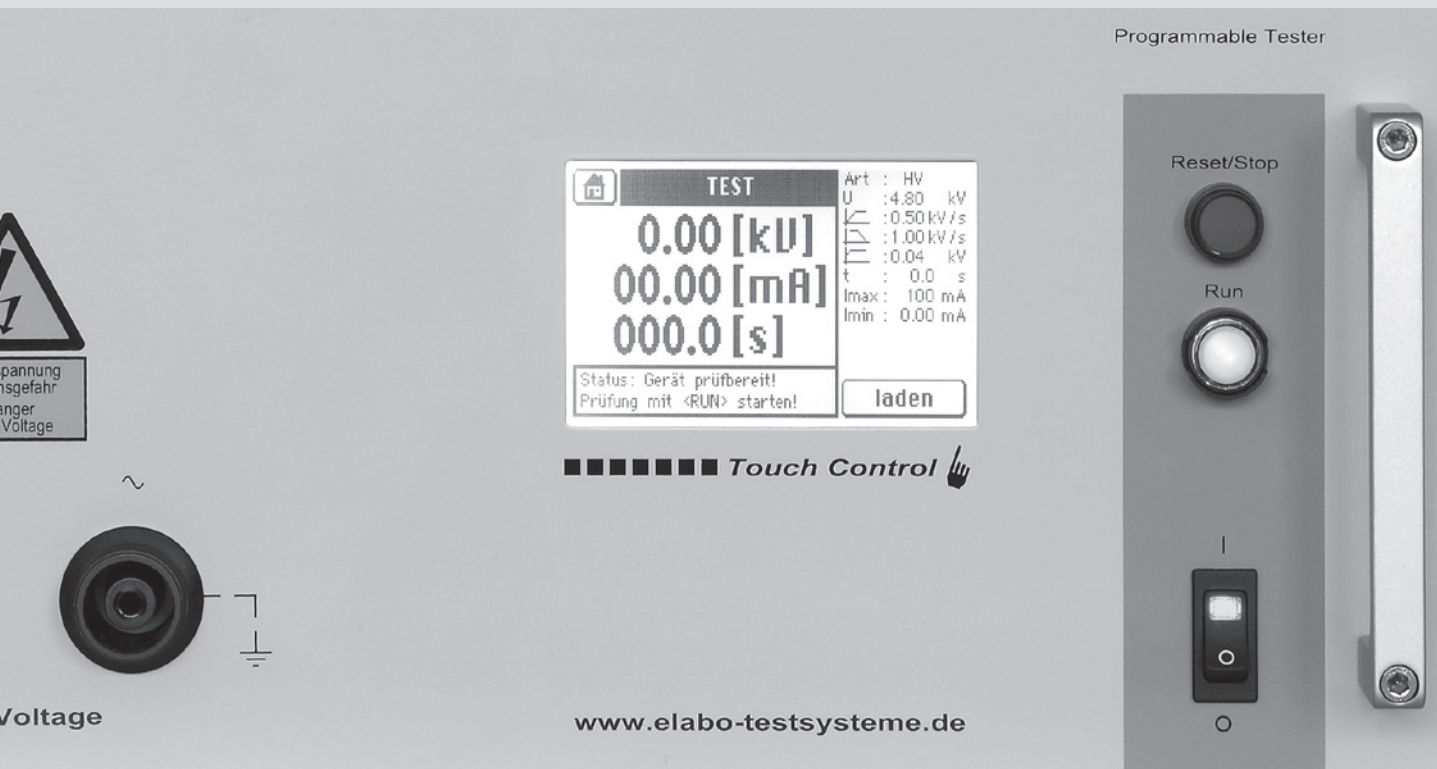 Programmable Tester
Reset/Stop
Run
TEST
0.00 [kV]
00.00 [mA]
000.0 [s]
Status: Gerät prüfbereit!
Prüfung mit <RUN> starten!
Art : HV
U :4.80 kV
:0.50 kV/s
:1.00 kV/s
:0.04 kV
t : 0.0 s
Imax: 100 mA
Imin : 0.00 mA
laden
Touch Control
pannung
nsgefahr
anger
Voltage
I
O
O
Voltage
www.elabo-testsysteme.de